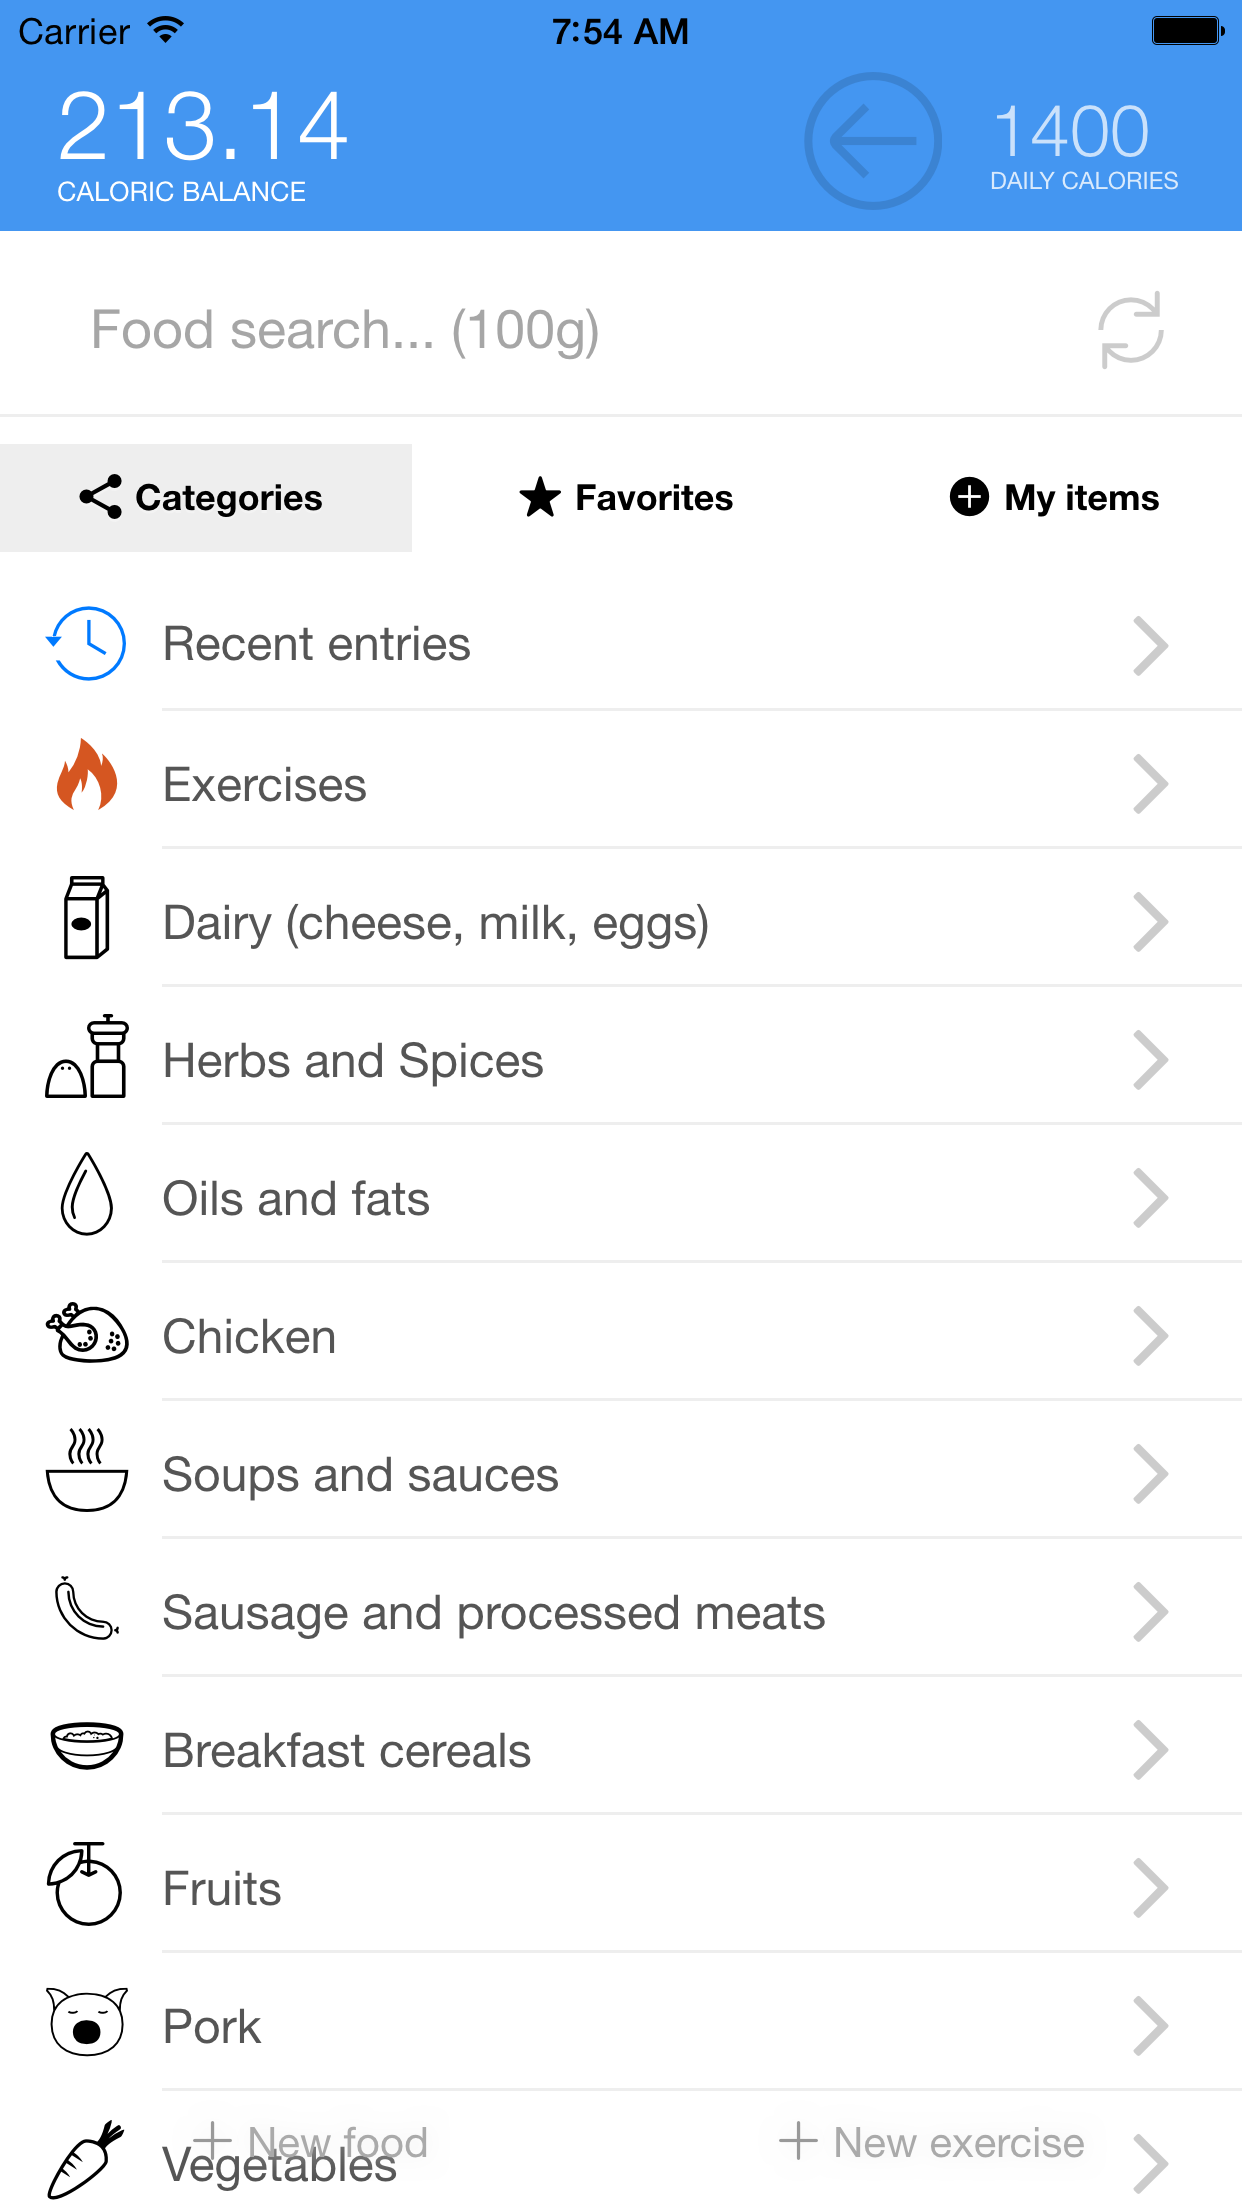 Carrier
7:54 AM
213.14
CALORIC BALANCE
1400
DAILY CALORIES
Food search... (100g)
Categories
Favorites
My items
Recent entries
Exercises
Dairy (cheese, milk, eggs)
Herbs and Spices
Oils and fats
Chicken
Soups and sauces
Sausage and processed meats
Breakfast cereals
Fruits
Pork
New food
New exercise
Vegetables